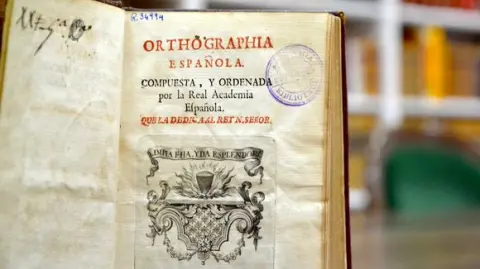 R. 34994
ORTHOGRAPHIA
ESPAÑOLA.
COMPUESTA, Y ORDENADA
por la Real Academia
Española.
QUE LA DEDICA AL REY N. SEÑOR.
LIMPIA, FIJA, Y DA ESPLENDOR